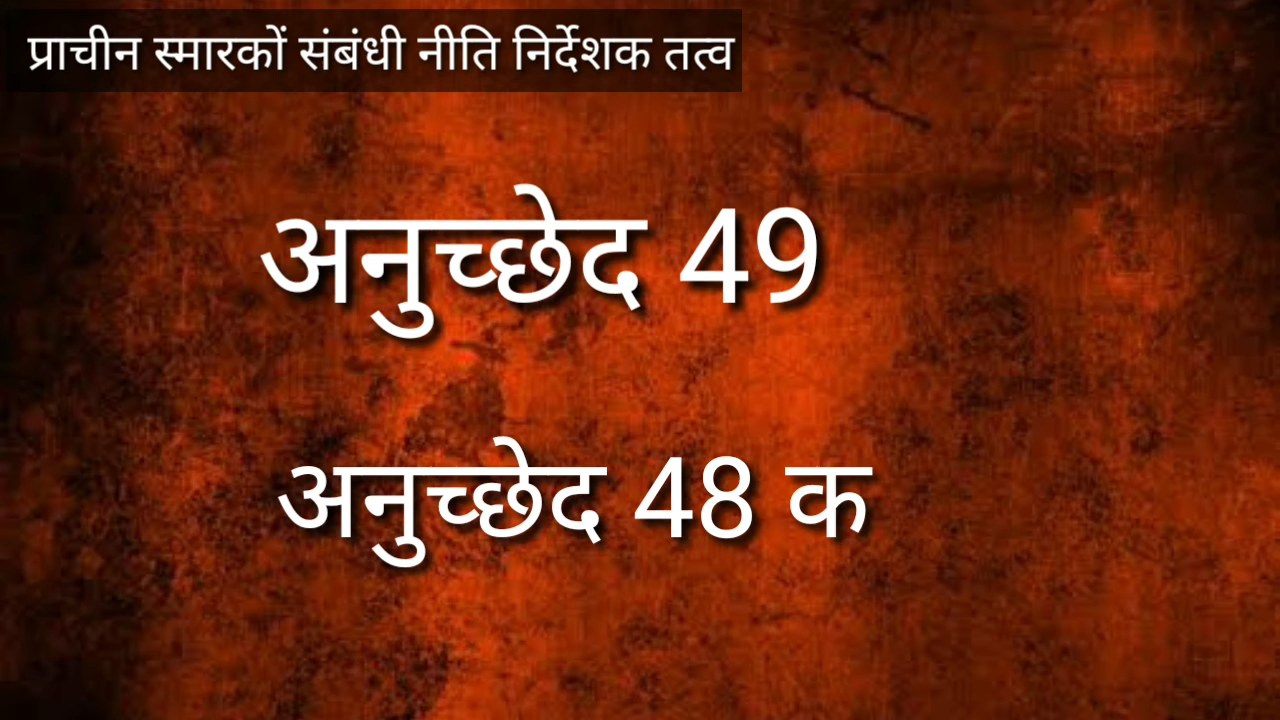 प्राचीन स्मारकों संबंधी नीति निर्देशक तत्व
अनुच्छेद 49
अनुच्छेद 48 क